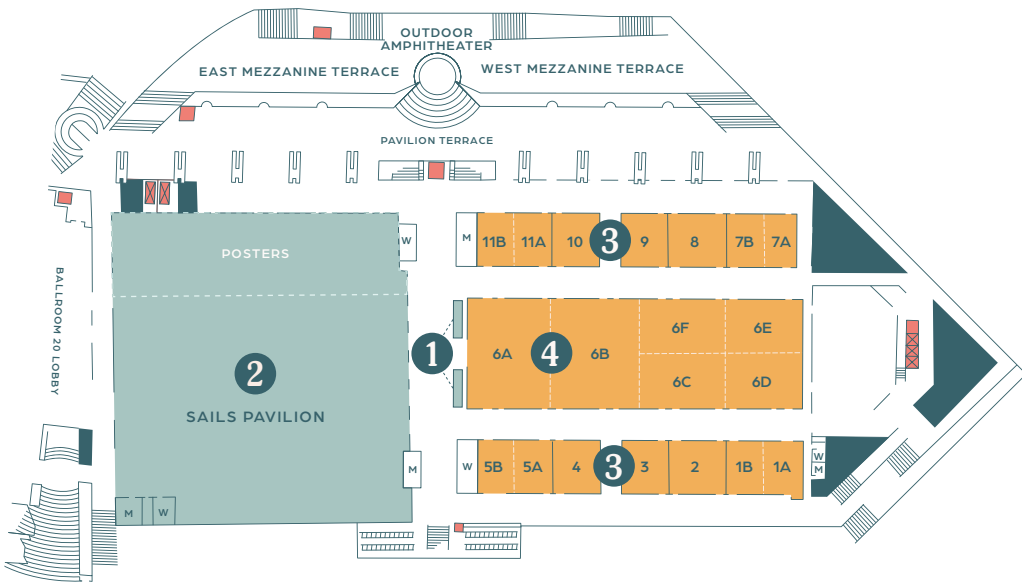 OUTDOOR
AMPHITHEATER
EAST MEZZANINE TERRACE
WEST MEZZANINE TERRACE
PAVILION TERRACE
POSTERS
W
M
11B
11A
10
3
9
8
7B
7A
BALLROOM 20 LOBBY
1
2
SAILS PAVILION
6A
4
6B
6F
6E
6C
6D
M
W
5B
5A
4
3
3
2
1B
1A
W
M
M
W